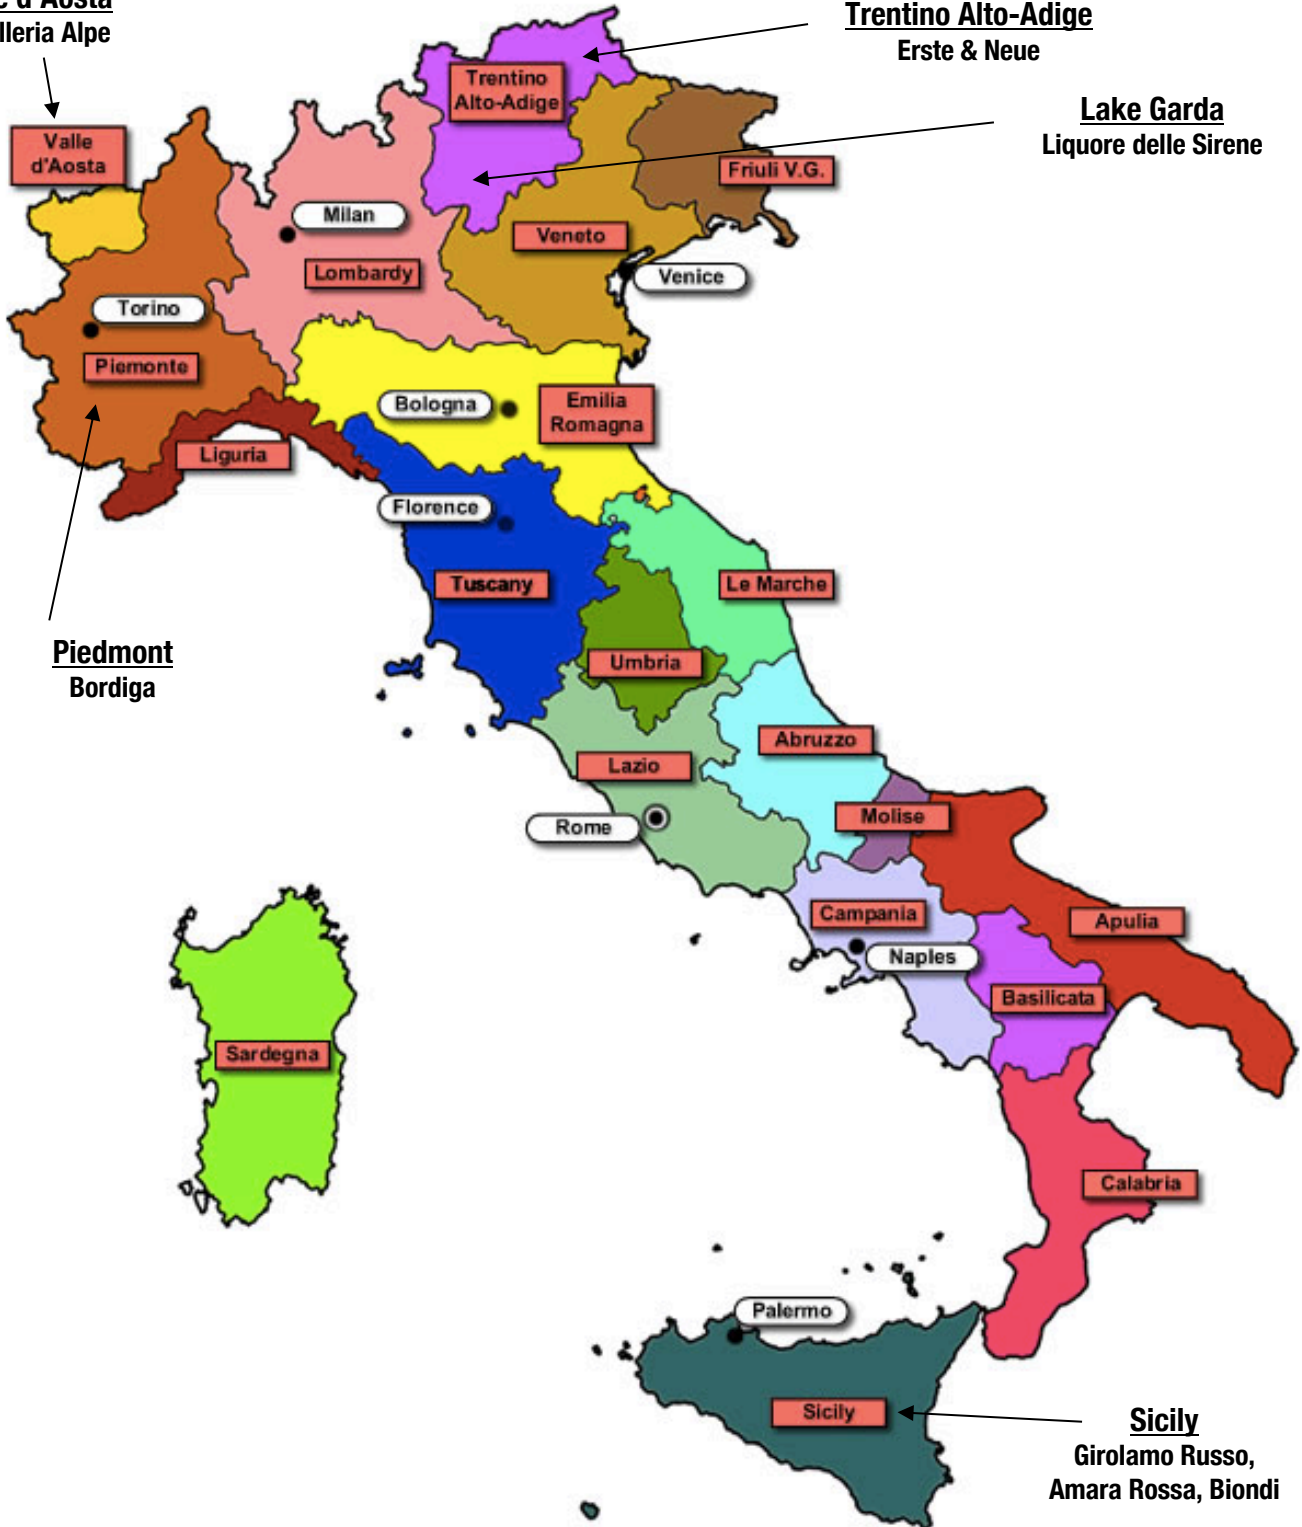 d'Aosta
lleria Alpe
Trentino Alto-Adige
Erste & Neue
Lake Garda
Liquore delle Sirene
Trentino
Alto-Adige
Valle
d'Aosta
Friuli V.G.
Milan
Veneto
Lombardy
Venice
Torino
Piemonte
Bologna
Emilia
Romagna
Liguria
Florence
Tuscany
Le Marche
Piedmont
Bordiga
Umbria
Abruzzo
Lazio
Molise
Rome
Campania
Apulia
Naples
Basilicata
Sardegna
Calabria
Palermo
Sicily
Sicily
Girolamo Russo,
Amara Rossa, Biondi